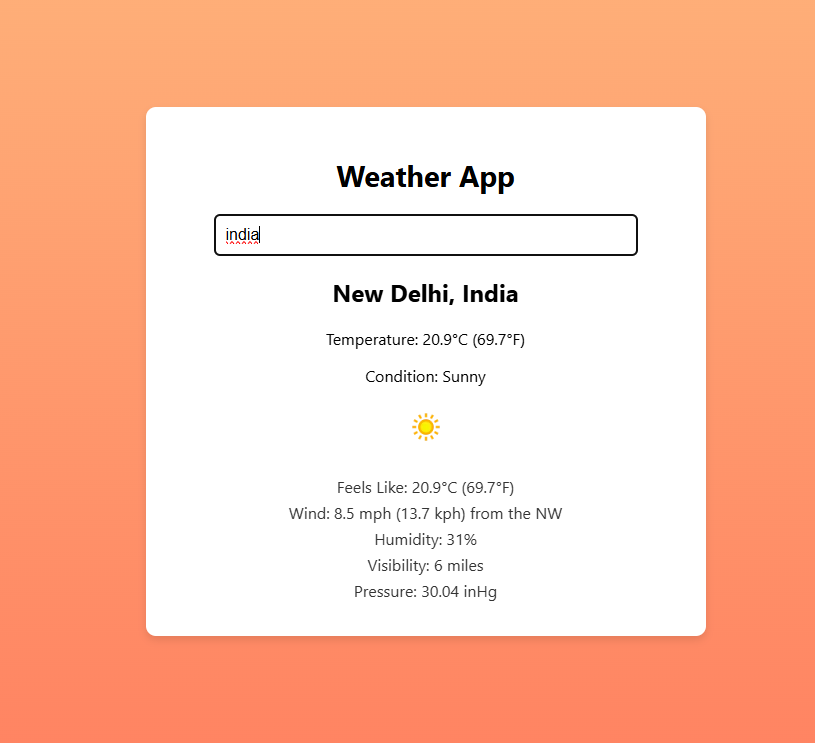 Weather App
india
New Delhi, India
Temperature: 20.9°C (69.7°F)
Condition: Sunny
Feels Like: 20.9°C (69.7°F)
Wind: 8.5 mph (13.7 kph) from the NW
Humidity: 31%
Visibility: 6 miles
Pressure: 30.04 inHg